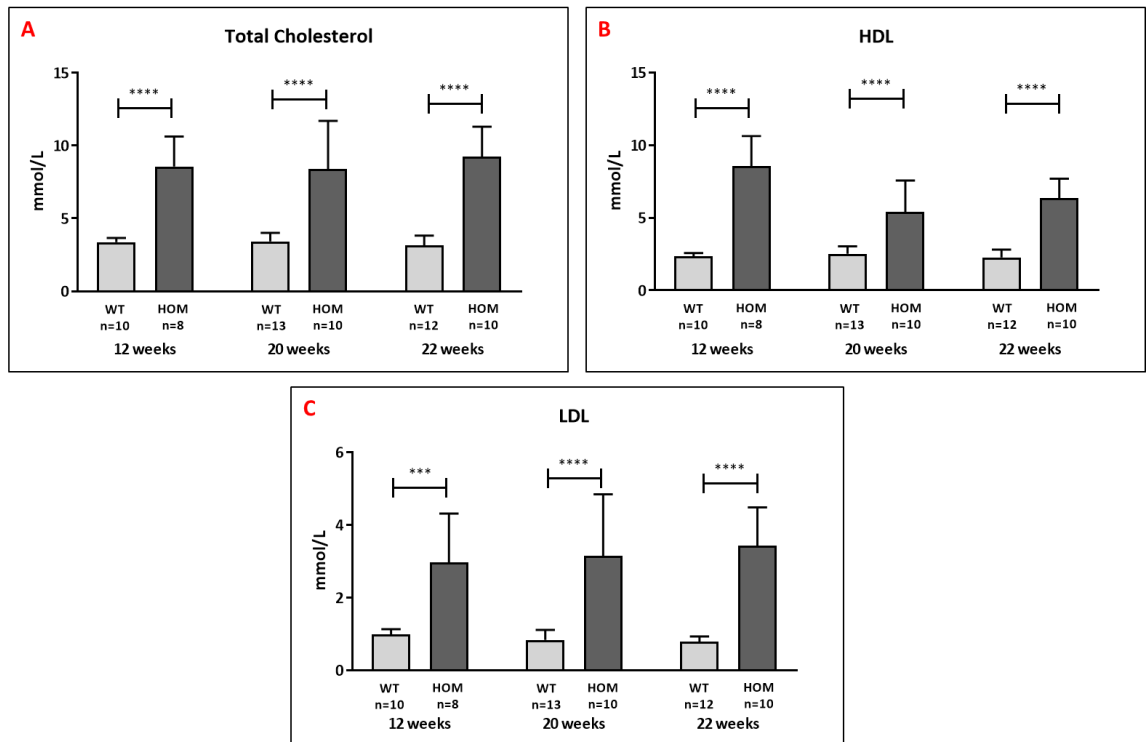 A
Total Cholesterol
mmol/L
15
10
5
0
****
****
****
WT HOM WT HOM WT HOM
n=10 n=8 n=13 n=10 n=12 n=10
12 weeks 20 weeks 22 weeks
B
HDL
mmol/L
15
10
5
0
****
****
****
WT HOM WT HOM WT HOM
n=10 n=8 n=13 n=10 n=12 n=10
12 weeks 20 weeks 22 weeks
C
LDL
mmol/L
6
4
2
0
***
****
****
WT HOM WT HOM WT HOM
n=10 n=8 n=13 n=10 n=12 n=10
12 weeks 20 weeks 22 weeks